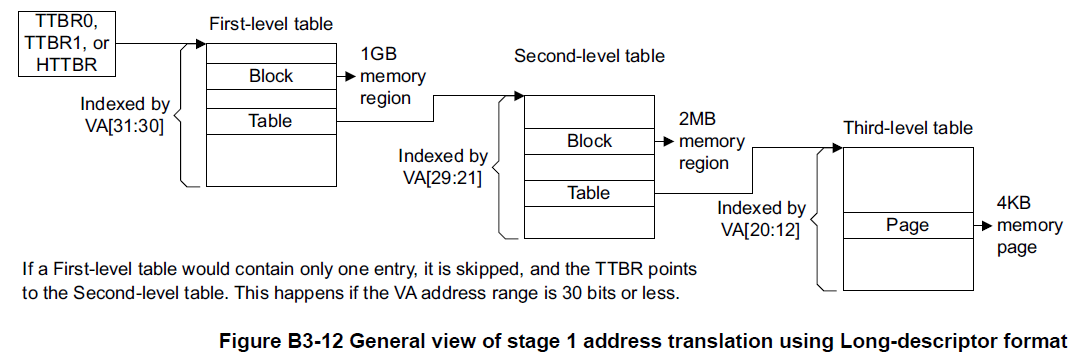 TTBR0,
TTBR1, or
HTTBR
First-level table
Block
Table
Indexed by
VA[31:30]
1GB
memory
region
Second-level table
Block
Table
Indexed by
VA[29:21]
2MB
memory
region
Third-level table
Page
Indexed by
VA[20:12]
4KB
memory
page
If a First-level table would contain only one entry, it is skipped, and the TTBR points
to the Second-level table. This happens if the VA address range is 30 bits or less.
Figure B3-12 General view of stage 1 address translation using Long-descriptor format